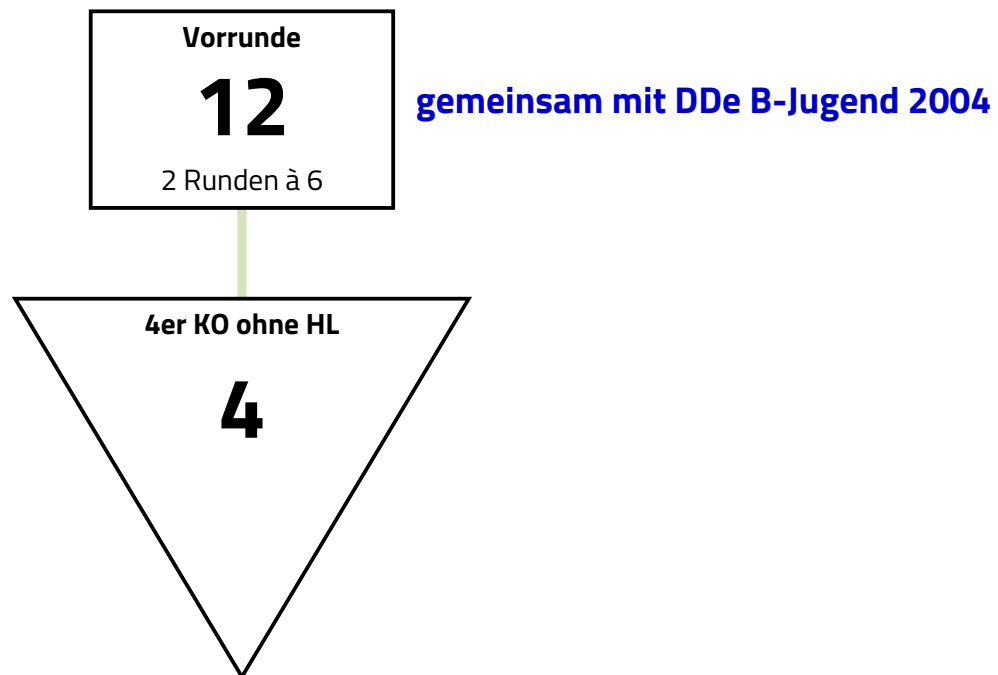 Vorrunde
12
gemeinsam mit DDe B-Jugend 2004
2 Runden à 6
4er KO ohne HL
4